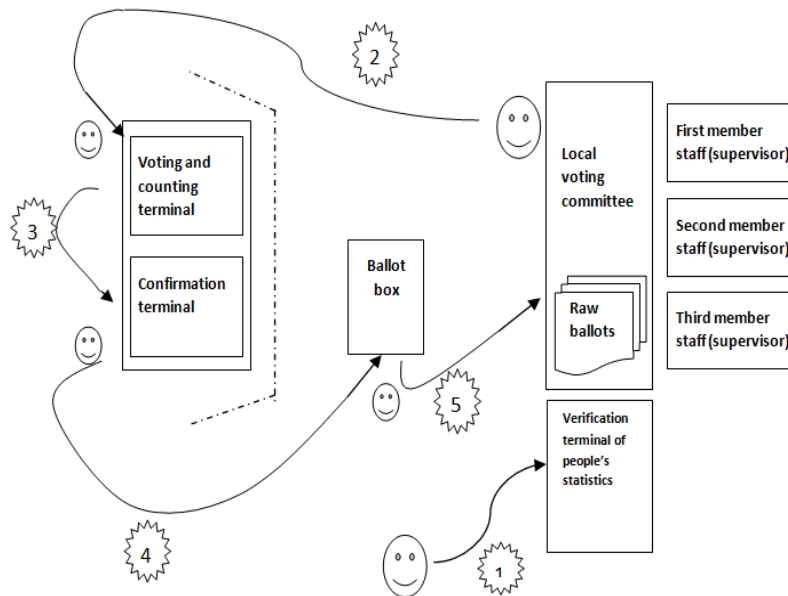 2
Voting and
counting
terminal
3
Confirmation
terminal
4
Ballot
box
5
Local
voting
committee
Raw
ballots
First member
staff(supervisor)
Second member
staff(supervisor)
Third member
staff(supervisor)
Verification
terminal of
people's
statistics
1